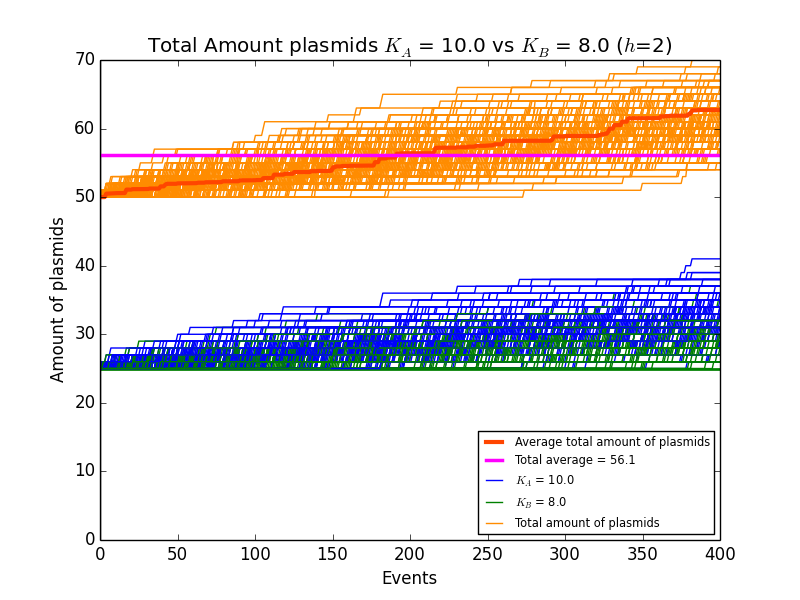 Total Amount plasmids K_A = 10.0 vs K_B = 8.0 (h=2)
70
60
50
40
30
20
10
0
Amount of plasmids
Average total amount of plasmids
Total average = 56.1
K_A = 10.0
K_B = 8.0
Total amount of plasmids
0 50 100 150 200 250 300 350 400
Events